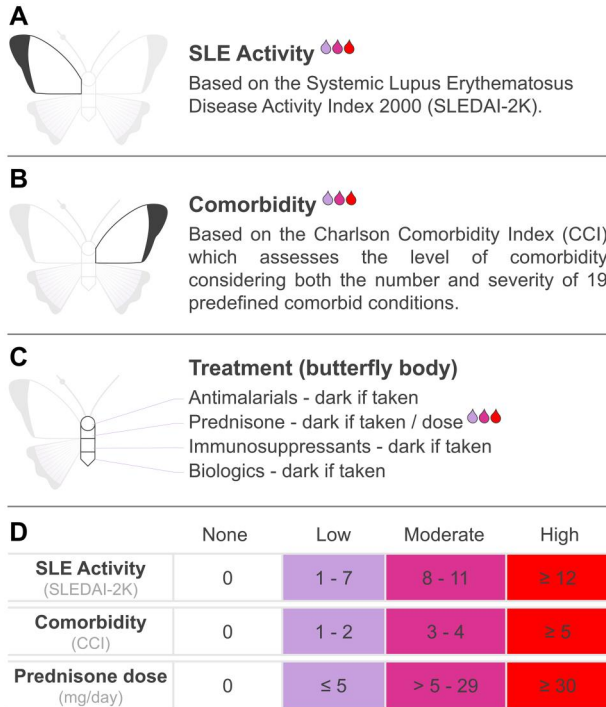 A
SLE Activity
Based on the Systemic Lupus Erythematosus
Disease Activity Index 2000 (SLEDAI-2K).
B
Comorbidity
Based on the Charlson Comorbidity Index (CCI)
which assesses the level of comorbidity
considering both the number and severity of 19
predefined comorbid conditions.
C
Treatment (butterfly body)
Antimalarials - dark if taken
Prednisone - dark if taken / dose
Immunosuppressants - dark if taken
Biologics - dark if taken
D
None Low Moderate High
SLE Activity
(SLEDAI-2K)
0 1 - 7 8 - 11 ≥ 12
Comorbidity
(CCI)
0 1 - 2 3 - 4 ≥ 5
Prednisone dose
(mg/day)
0 ≤ 5 > 5 - 29 ≥ 30